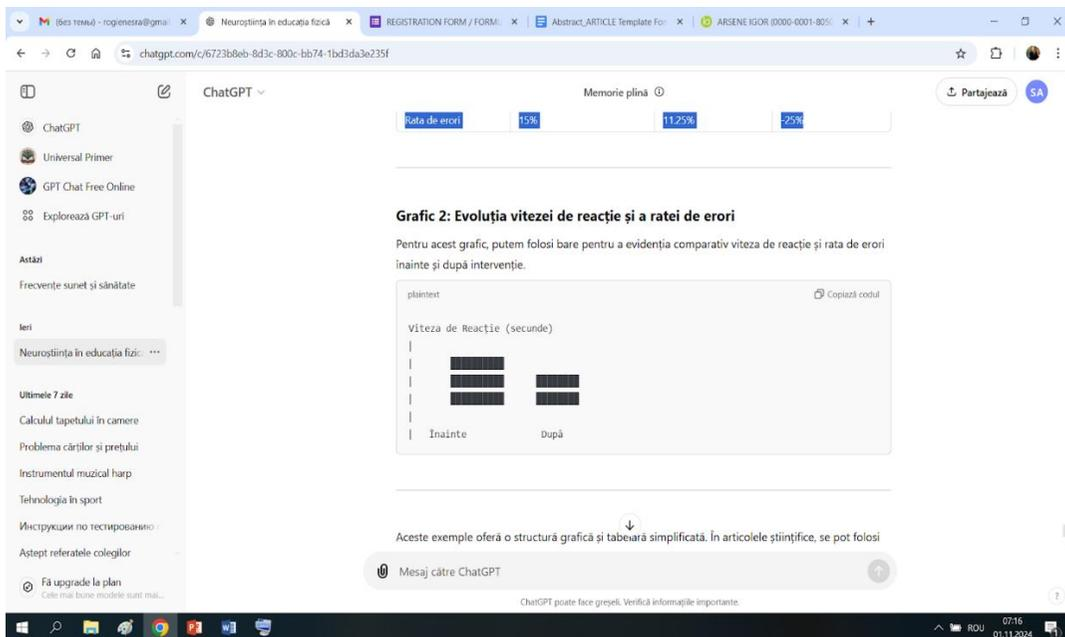 (без темы) - rogienesra@gmail
Neuroștiința în educația fizică
REGISTRATION FORM / FORMU
Abstract_ARTICLE Template For
ARSENE IGOR (0000-0001-805
chatgpt.com/c/6723b8eb-8d3c-800c-bb74-1bd3da3e235f
ChatGPT
Memorie plină
Partajează
SA
ChatGPT
Universal Primer
GPT Chat Free Online
Explorează GPT-uri
Astăzi
Frecvențe sunet și sănătate
Ieri
Neuroștiința în educația fizic
Ultimele 7 zile
Calculul tapetului în camere
Problema cărților și prețului
Instrumentul muzical harp
Tehnologia în sport
Инструкции по тестированию
Aștept referatele colegilor
Fă upgrade la plan
Cele mai bune modele sunt mai...
Rata de erori 15% 11.25% -25%
Grafic 2: Evoluția vitezei de reacție și a ratei de erori
Pentru acest grafic, putem folosi bare pentru a evidenția comparativ viteza de reacție și rata de erori
înainte și după intervenție.
plaintext
Copiază codul
Viteza de Reacție (secunde)
Înainte După
Aceste exemple oferă o structură grafică și tabelară simplificată. În articolele științifice, se pot folosi
Mesaj către ChatGPT
ChatGPT poate face greșeli. Verifică informațiile importante.
?
ROU
07:16
01.11.2024